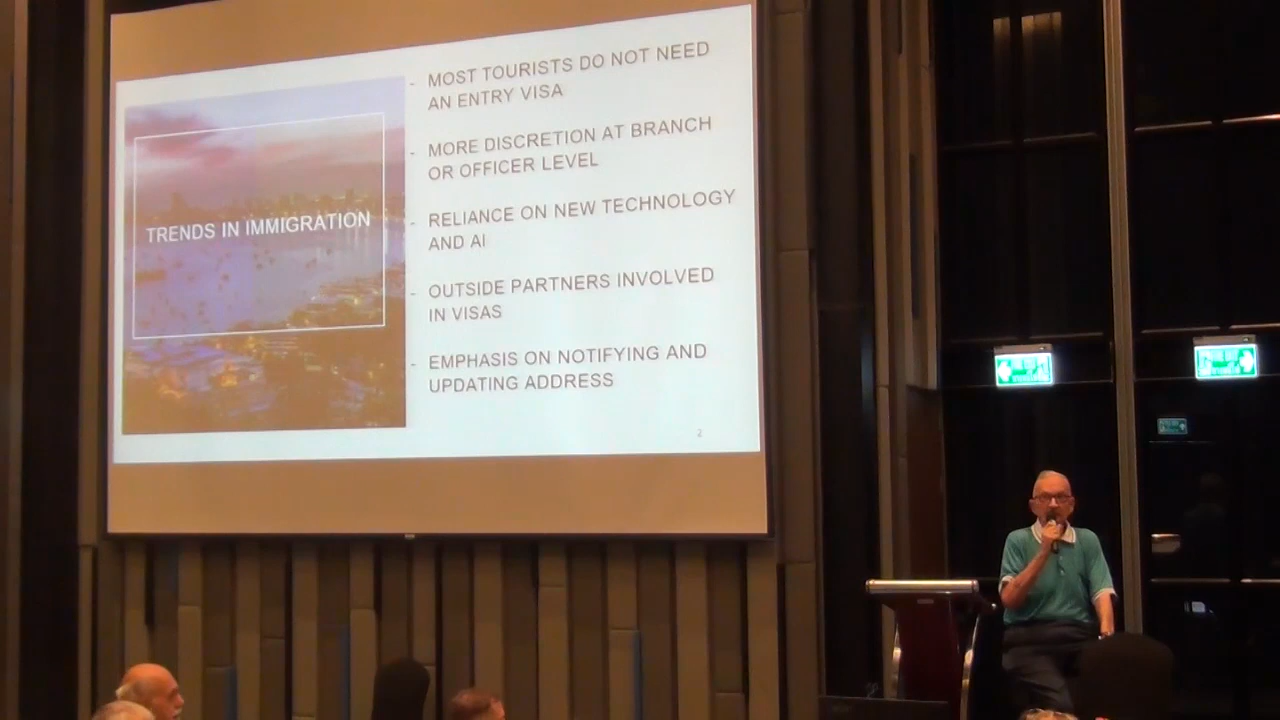 TRENDS IN IMMIGRATION
- MOST TOURISTS DO NOT NEED
AN ENTRY VISA
- MORE DISCRETION AT BRANCH
OR OFFICER LEVEL
- RELIANCE ON NEW TECHNOLOGY
AND AI
- OUTSIDE PARTNERS INVOLVED
IN VISAS
- EMPHASIS ON NOTIFYING AND
UPDATING ADDRESS
2